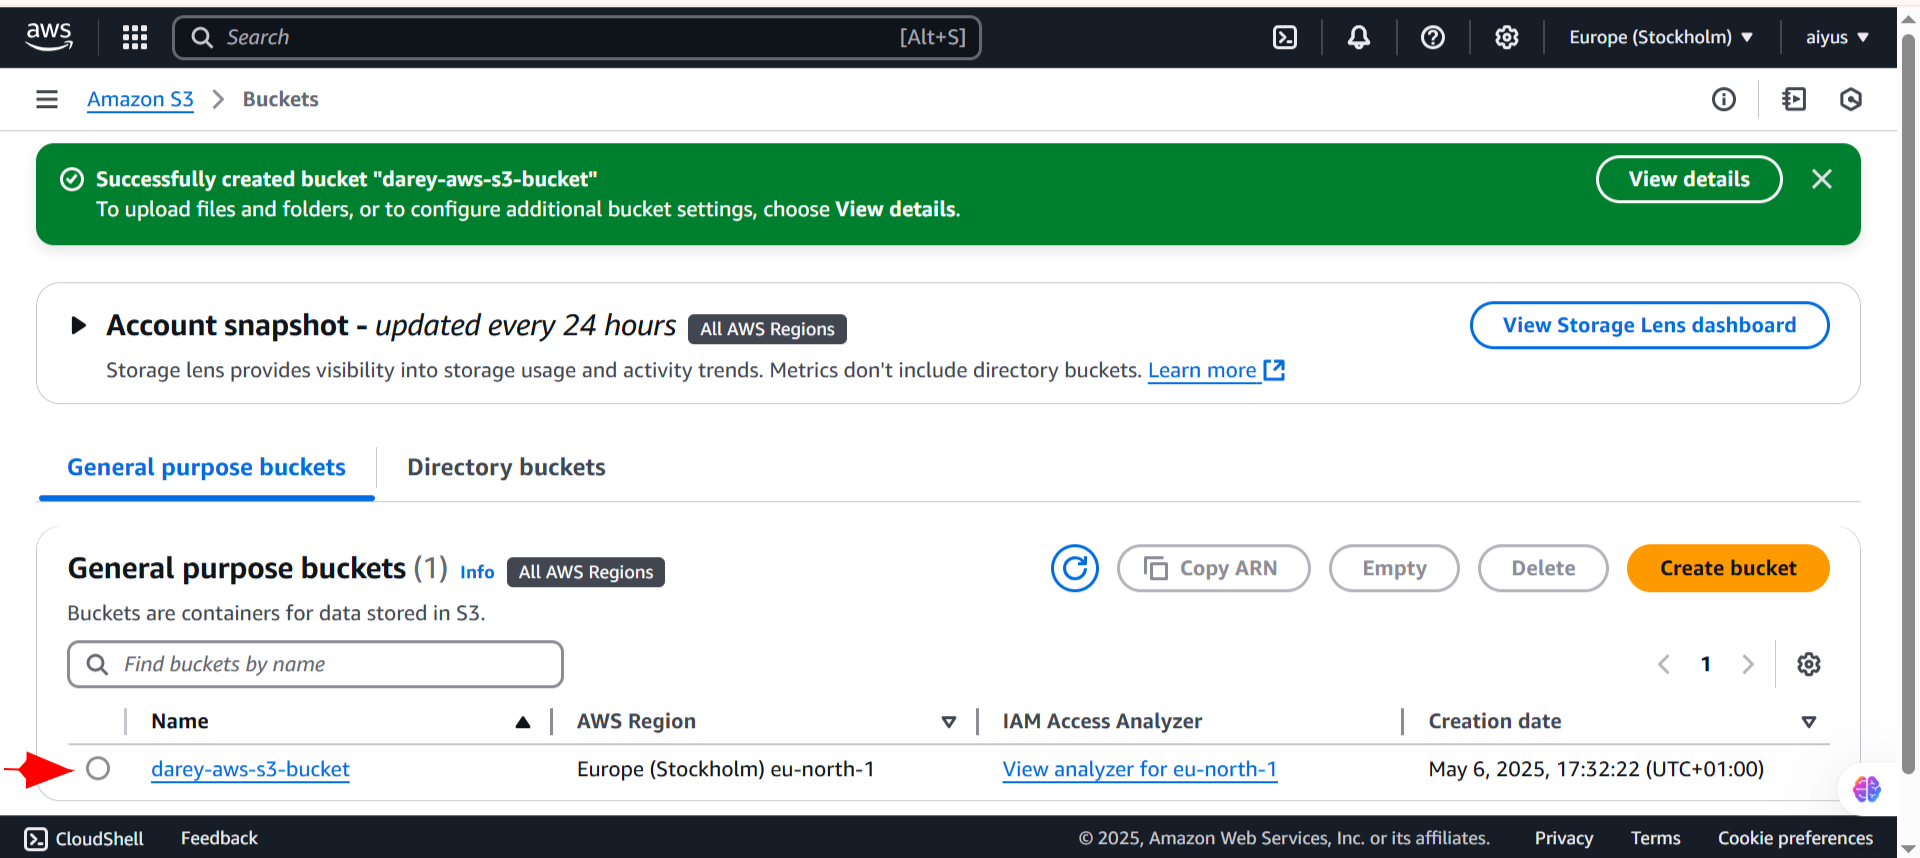 aws Search [Alt+S] Europe (Stockholm) aiyus
Amazon S3 Buckets
Successfully created bucket "darey-aws-s3-bucket" View details
To upload files and folders, or to configure additional bucket settings, choose View details.
Account snapshot - updated every 24 hours All AWS Regions View Storage Lens dashboard
Storage lens provides visibility into storage usage and activity trends. Metrics don't include directory buckets. Learn more
General purpose buckets Directory buckets
General purpose buckets (1) Info All AWS Regions Copy ARN Empty Delete Create bucket
Buckets are containers for data stored in S3.
Find buckets by name 1
Name AWS Region IAM Access Analyzer Creation date
darey-aws-s3-bucket Europe (Stockholm) eu-north-1 View analyzer for eu-north-1 May 6, 2025, 17:32:22 (UTC+01:00)
CloudShell Feedback © 2025, Amazon Web Services, Inc. or its affiliates. Privacy Terms Cookie preferences